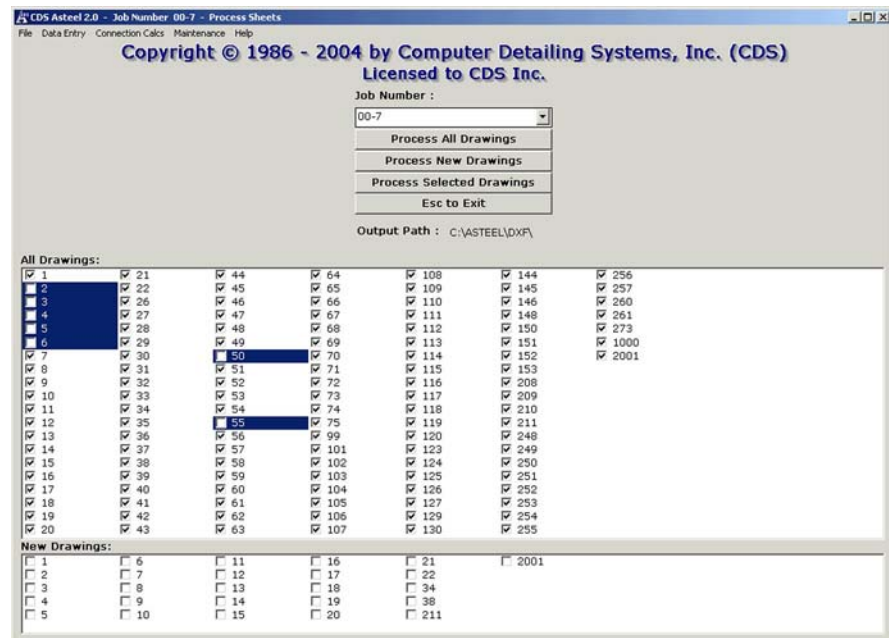 CDS Asteel 2.0 - Job Number 00-7 - Process Sheets
File Data Entry Connection Calcs Maintenance Help
Copyright © 1986 - 2004 by Computer Detailing Systems, Inc. (CDS)
Licensed to CDS Inc.
Job Number :
00-7
Process All Drawings
Process New Drawings
Process Selected Drawings
Esc to Exit
Output Path : C:\ASTEEL\DXF\
All Drawings:
1 21 44 64 108 144 256
2 22 45 65 109 145 257
3 26 46 66 110 146 260
4 27 47 67 111 148 261
5 28 48 68 112 150 273
6 29 49 69 113 151 1000
7 30 50 70 114 152 2001
8 31 51 71 115 153
9 32 52 72 116 208
10 33 53 73 117 209
11 34 54 74 118 210
12 35 55 75 119 211
13 36 56 99 120 248
14 37 57 101 123 249
15 38 58 102 124 250
16 39 59 103 125 251
17 40 60 104 126 252
18 41 61 105 127 253
19 42 62 106 129 254
20 43 63 107 130 255
New Drawings:
1 6 11 16 21 2001
2 7 12 17 22
3 8 13 18 34
4 9 14 19 38
5 10 15 20 211